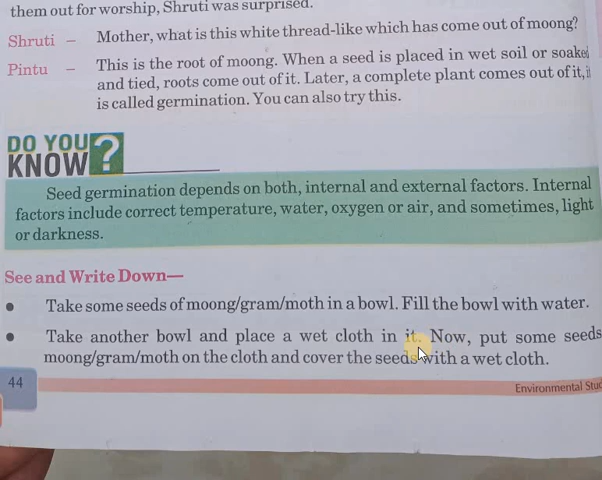 them out for worship, Shruti was surprised.
Shruti – Mother, what is this white thread-like which has come out of moong?
Pintu – This is the root of moong. When a seed is placed in wet soil or soaked
and tied, roots come out of it. Later, a complete plant comes out of it,
is called germination. You can also try this.
DO YOU
KNOW ?
Seed germination depends on both, internal and external factors. Internal
factors include correct temperature, water, oxygen or air, and sometimes, light
or darkness.
See and Write Down—
• Take some seeds of moong/gram/moth in a bowl. Fill the bowl with water.
• Take another bowl and place a wet cloth in it. Now, put some seeds
moong/gram/moth on the cloth and cover the seeds with a wet cloth.
44
Environmental